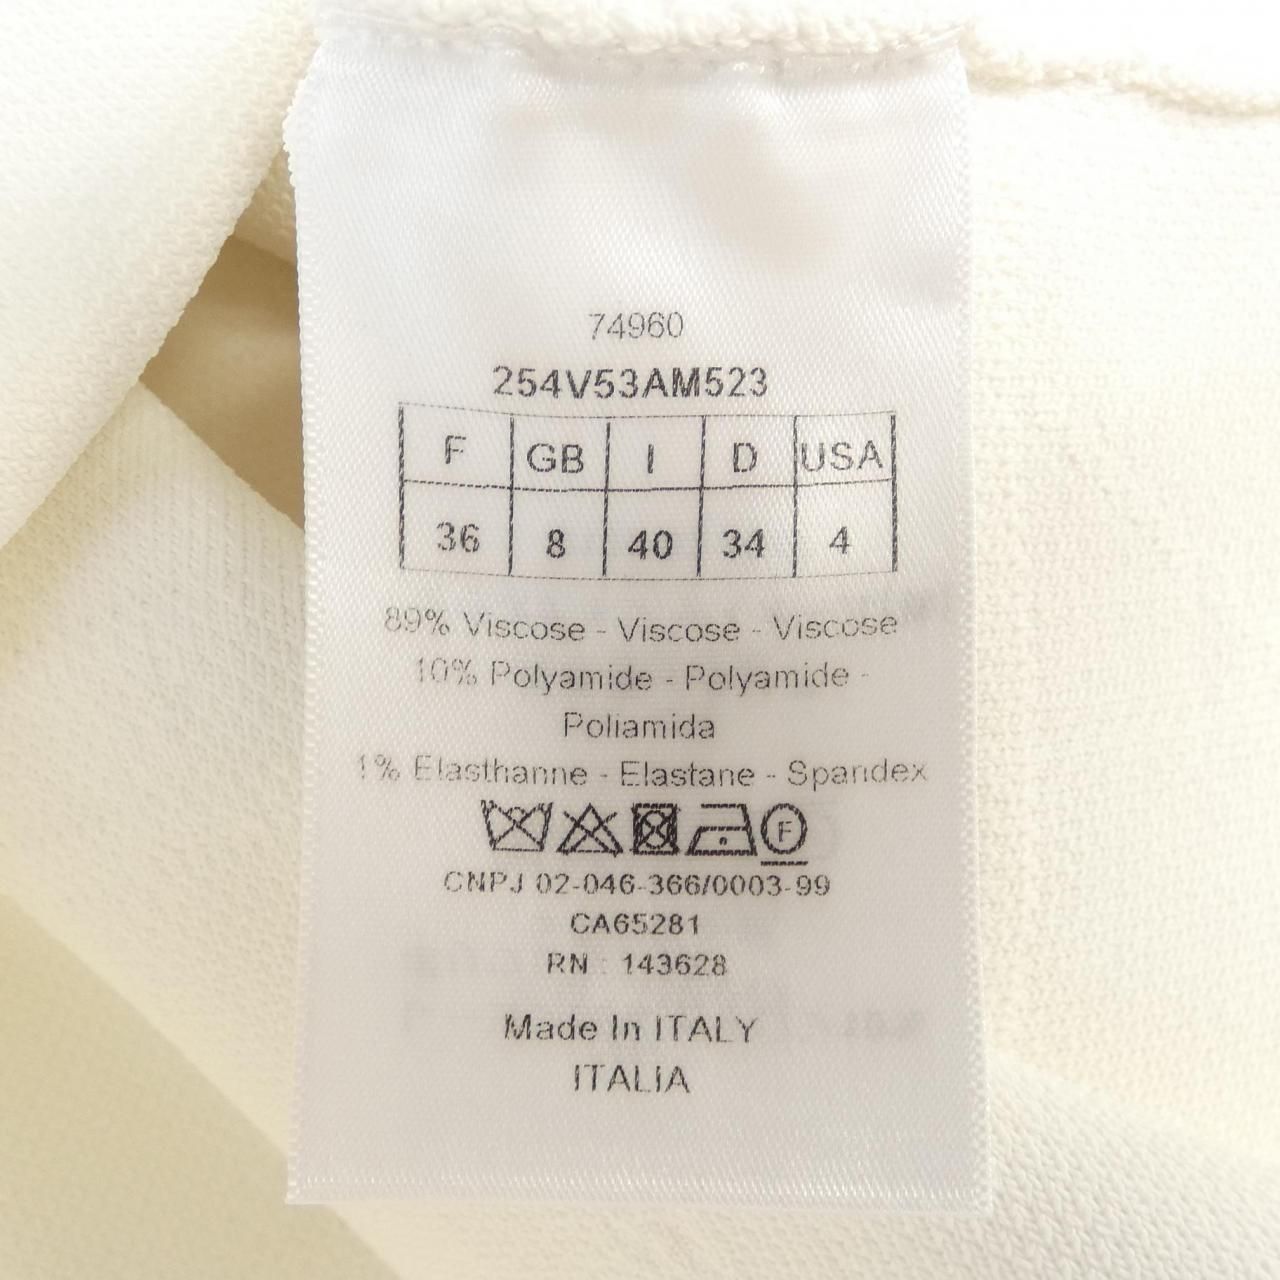 74960
254V53AM523
F GB I D USA
36 8 40 34 4
89% Viscose - Viscose - Viscose
10% Polyamide - Polyamide -
Poliamida
1% Elasthanne - Elastane - Spandex
F
CNPJ 02-046-366/0003-99
CA65281
RN : 143628
Made In ITALY
ITALIA